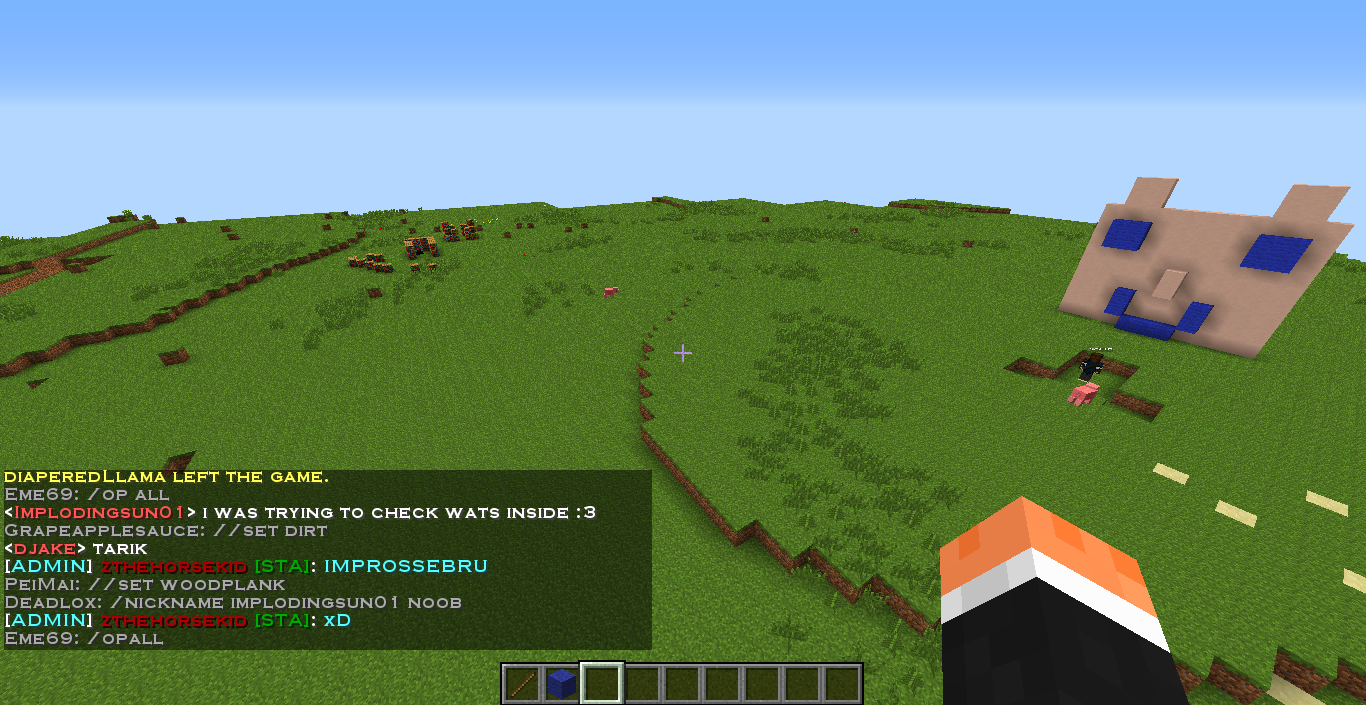 diaperedLlama left the game.
Eme69: /op all
<Implodingsun01> i was trying to check wats inside :3
Grapeapplesauce: //set dirt
<Djake> tarik
[ADMIN] zthehorsekid [STA]: IMPROSSEBRU
PeiMai: //set woodplank
Deadlox: /nickname implodingsun01 noob
[ADMIN] zthehorsekid [STA]: xD
Eme69: /opall